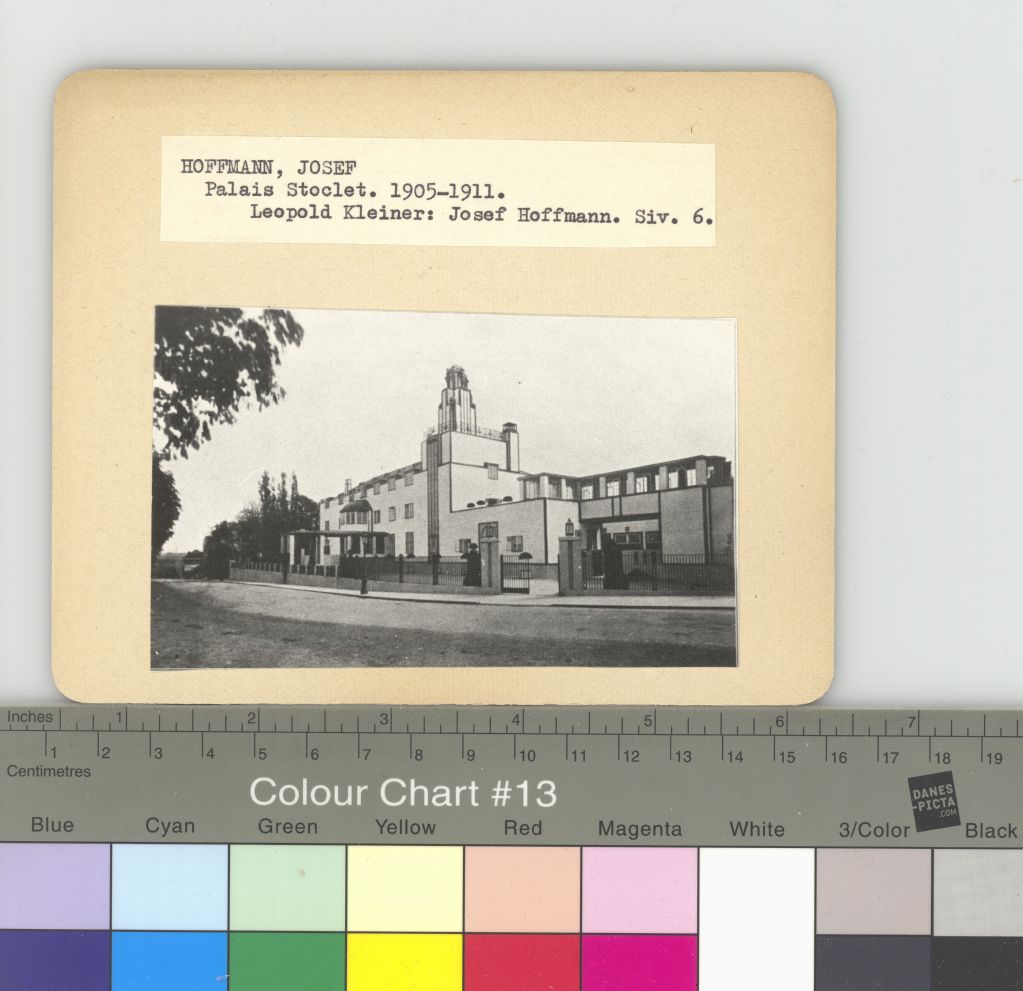 HOFFMANN, JOSEF
Palais Stoclet. 1905-1911.
Leopold Kleiner: Josef Hoffmann. Siv. 6.
Inches 1 2 3 4 5 6 7
1 2 3 4 5 6 7 8 9 10 11 12 13 14 15 16 17 18 19
Centimetres
Colour Chart #13
DANES
-PICTA
.COM
Blue Cyan Green Yellow Red Magenta White 3/Color Black